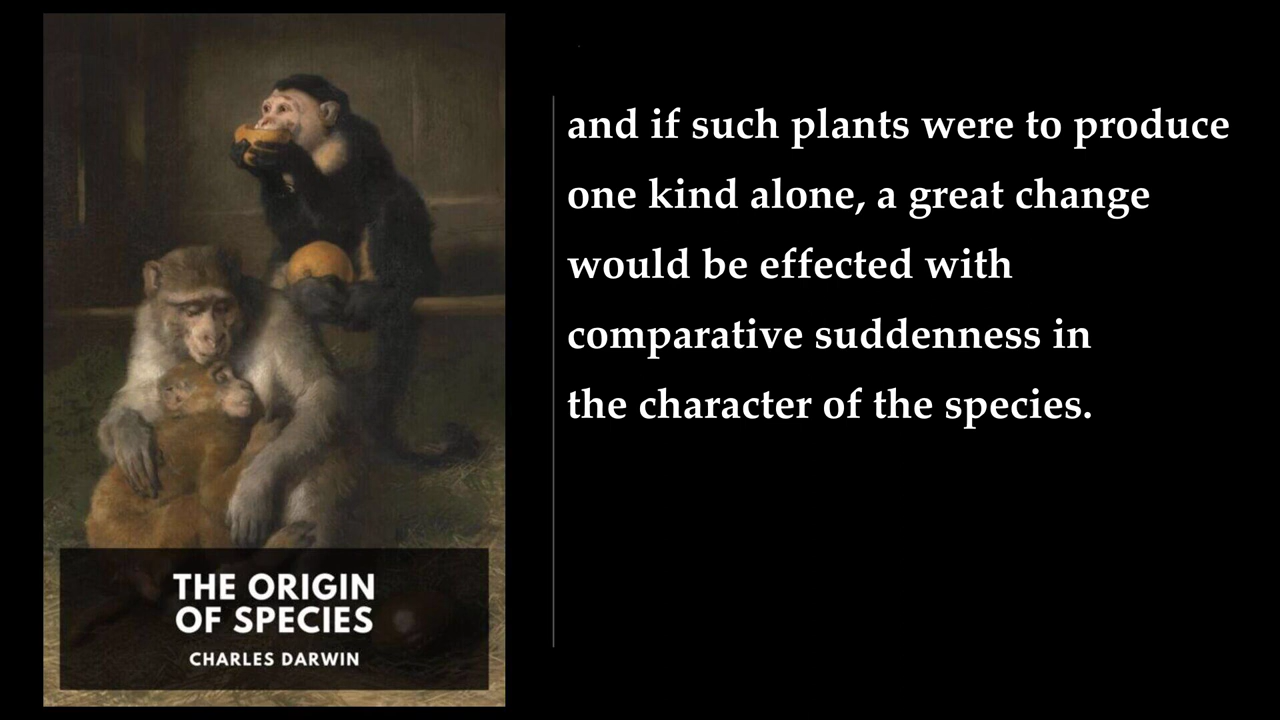 THE ORIGIN
OF SPECIES
CHARLES DARWIN
and if such plants were to produce
one kind alone, a great change
would be effected with
comparative suddenness in
the character of the species.